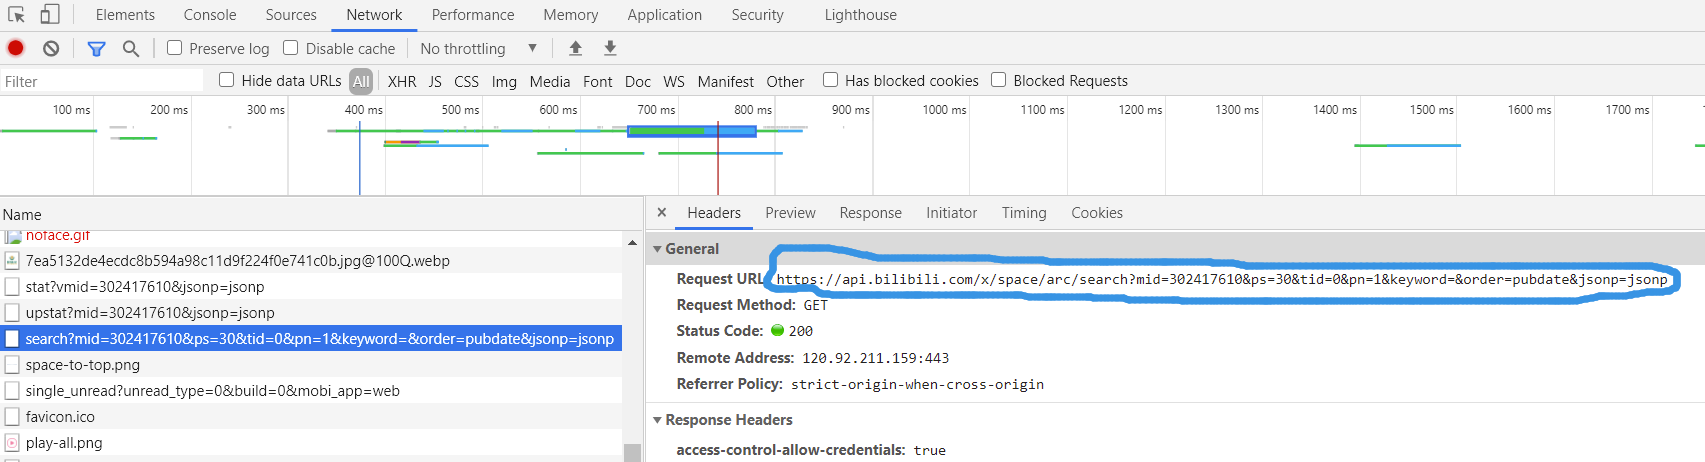 Elements Console Sources Network Performance Memory Application Security Lighthouse
Preserve log Disable cache No throttling
Filter Hide data URLs All XHR JS CSS Img Media Font Doc WS Manifest Other Has blocked cookies Blocked Requests
100 ms 200 ms 300 ms 400 ms 500 ms 600 ms 700 ms 800 ms 900 ms 1000 ms 1100 ms 1200 ms 1300 ms 1400 ms 1500 ms 1600 ms 1700 ms
Name
noface.gif
7ea5132de4ecdc8b594a98c11d9f224f0e741c0b.jpg@100Q.webp
stat?vmid=302417610&jsonp=jsonp
upstat?mid=302417610&jsonp=jsonp
search?mid=302417610&ps=30&tid=0&pn=1&keyword=&order=pubdate&jsonp=jsonp
space-to-top.png
single_unread?unread_type=0&build=0&mobi_app=web
favicon.ico
play-all.png
× Headers Preview Response Initiator Timing Cookies
General
Request URL https://api.bilibili.com/x/space/arc/search?mid=302417610&ps=30&tid=0&pn=1&keyword=&order=pubdate&jsonp=jsonp
Request Method: GET
Status Code: 200
Remote Address: 120.92.211.159:443
Referrer Policy: strict-origin-when-cross-origin
Response Headers
access-control-allow-credentials: true